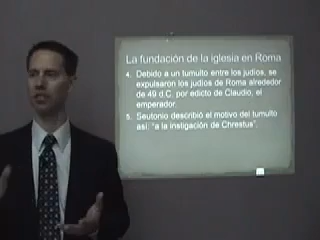 La fundación de la iglesia en Roma
4. Debido a un tumulto entre los judíos, se
expulsaron los judíos de Roma alrededor
de 49 d.C. por edicto de Claudio, el
emperador.
5. Seutonio describió el motivo del tumulto
así: "a la instigación de Chrestus".